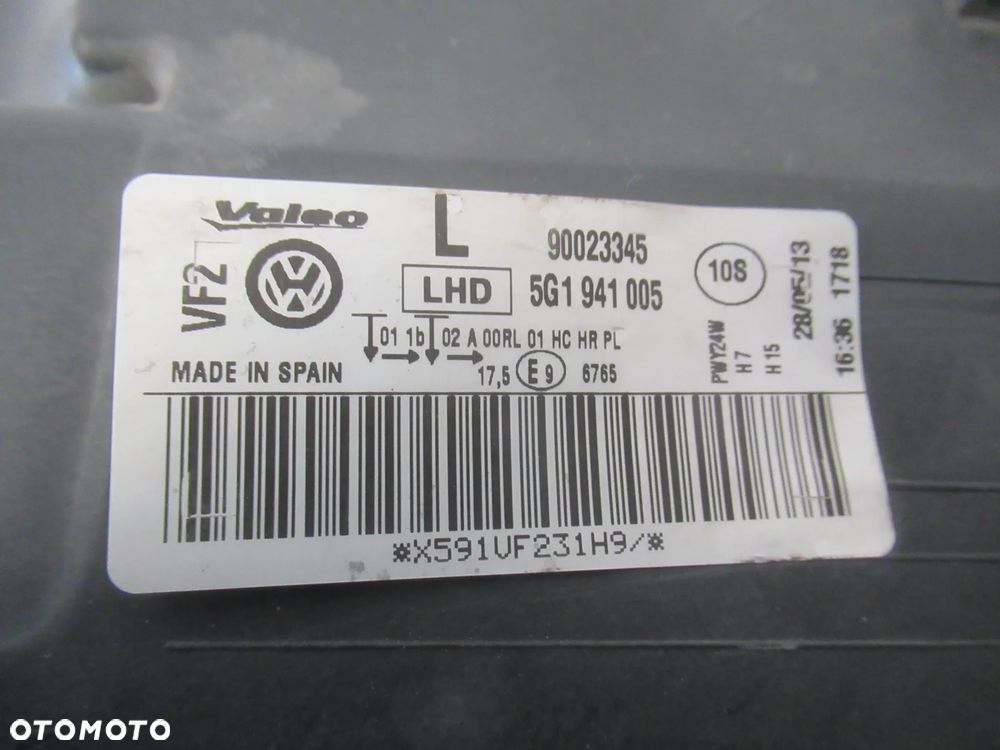 Valeo
L
90023345
VF2
LHD
5G1 941 005
10S
01 1b 02 A 00RL 01 HC HR PL
MADE IN SPAIN
17,5 E9 6765
PWY24W
H7
H15
28/05/13
16:36 1718
*X591VF231H9/*
OTOMOTO